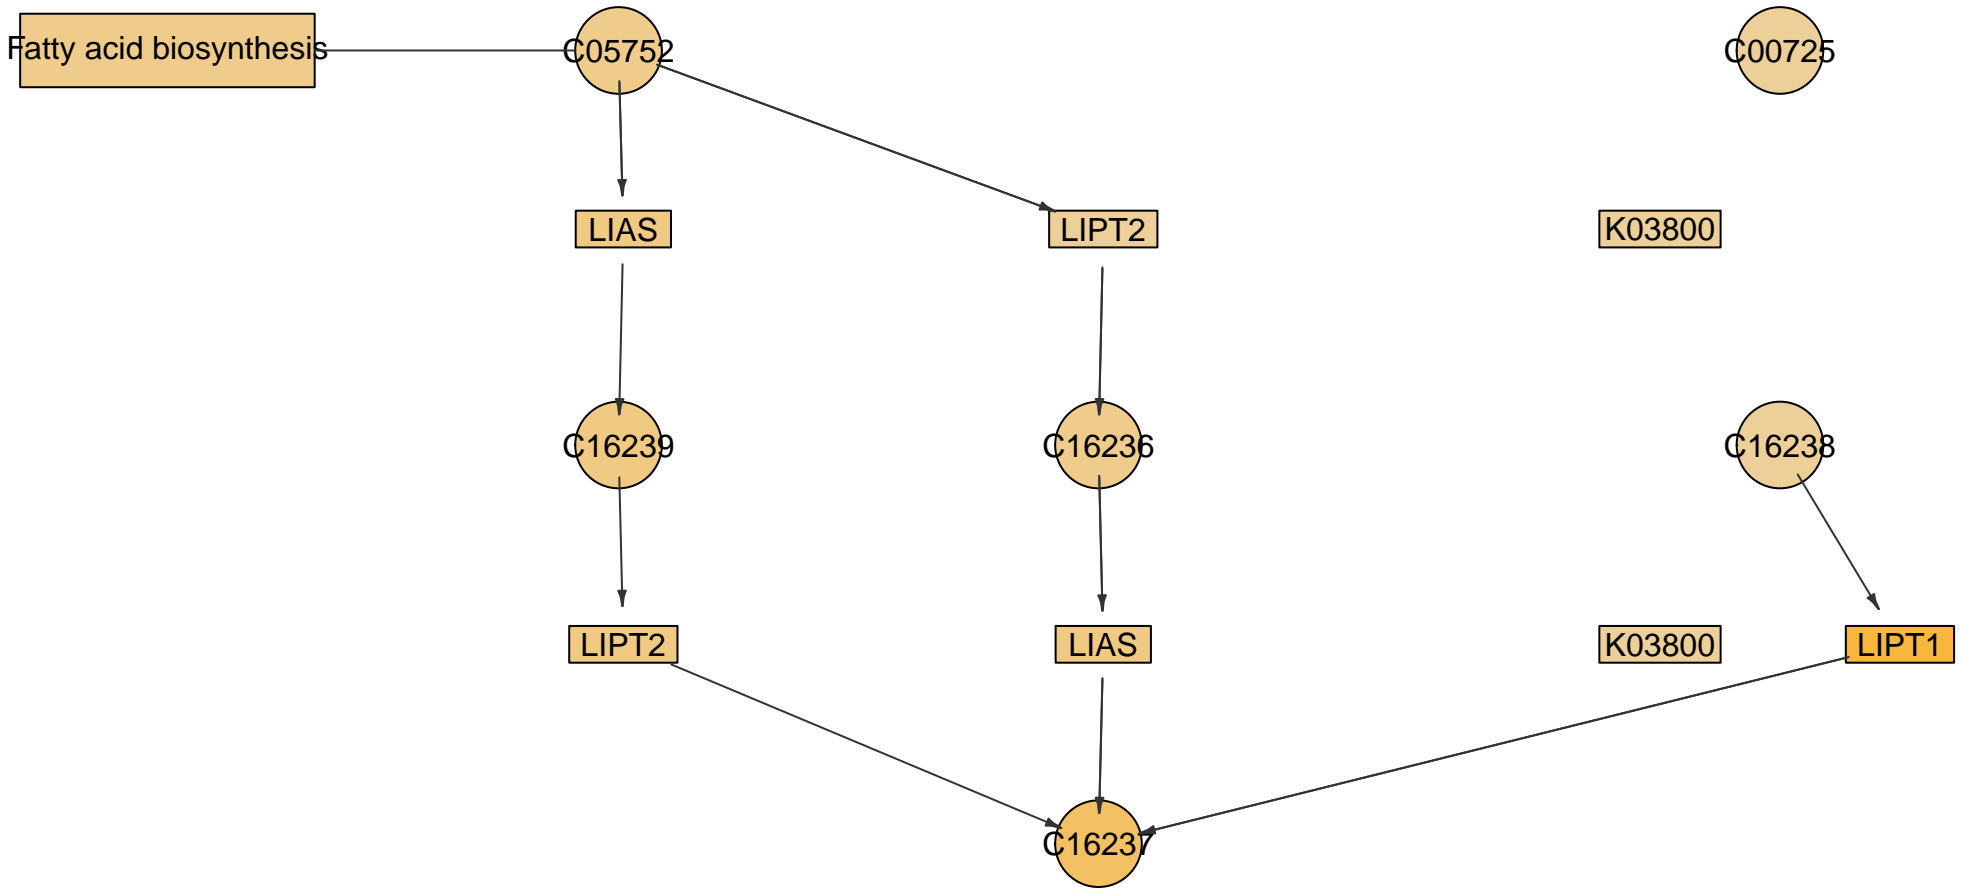 Fatty acid biosynthesis
C05752
C00725
LIAS
LIPT2
K03800
C16239
C16236
C16238
LIPT2
LIAS
K03800
LIPT1
C16237